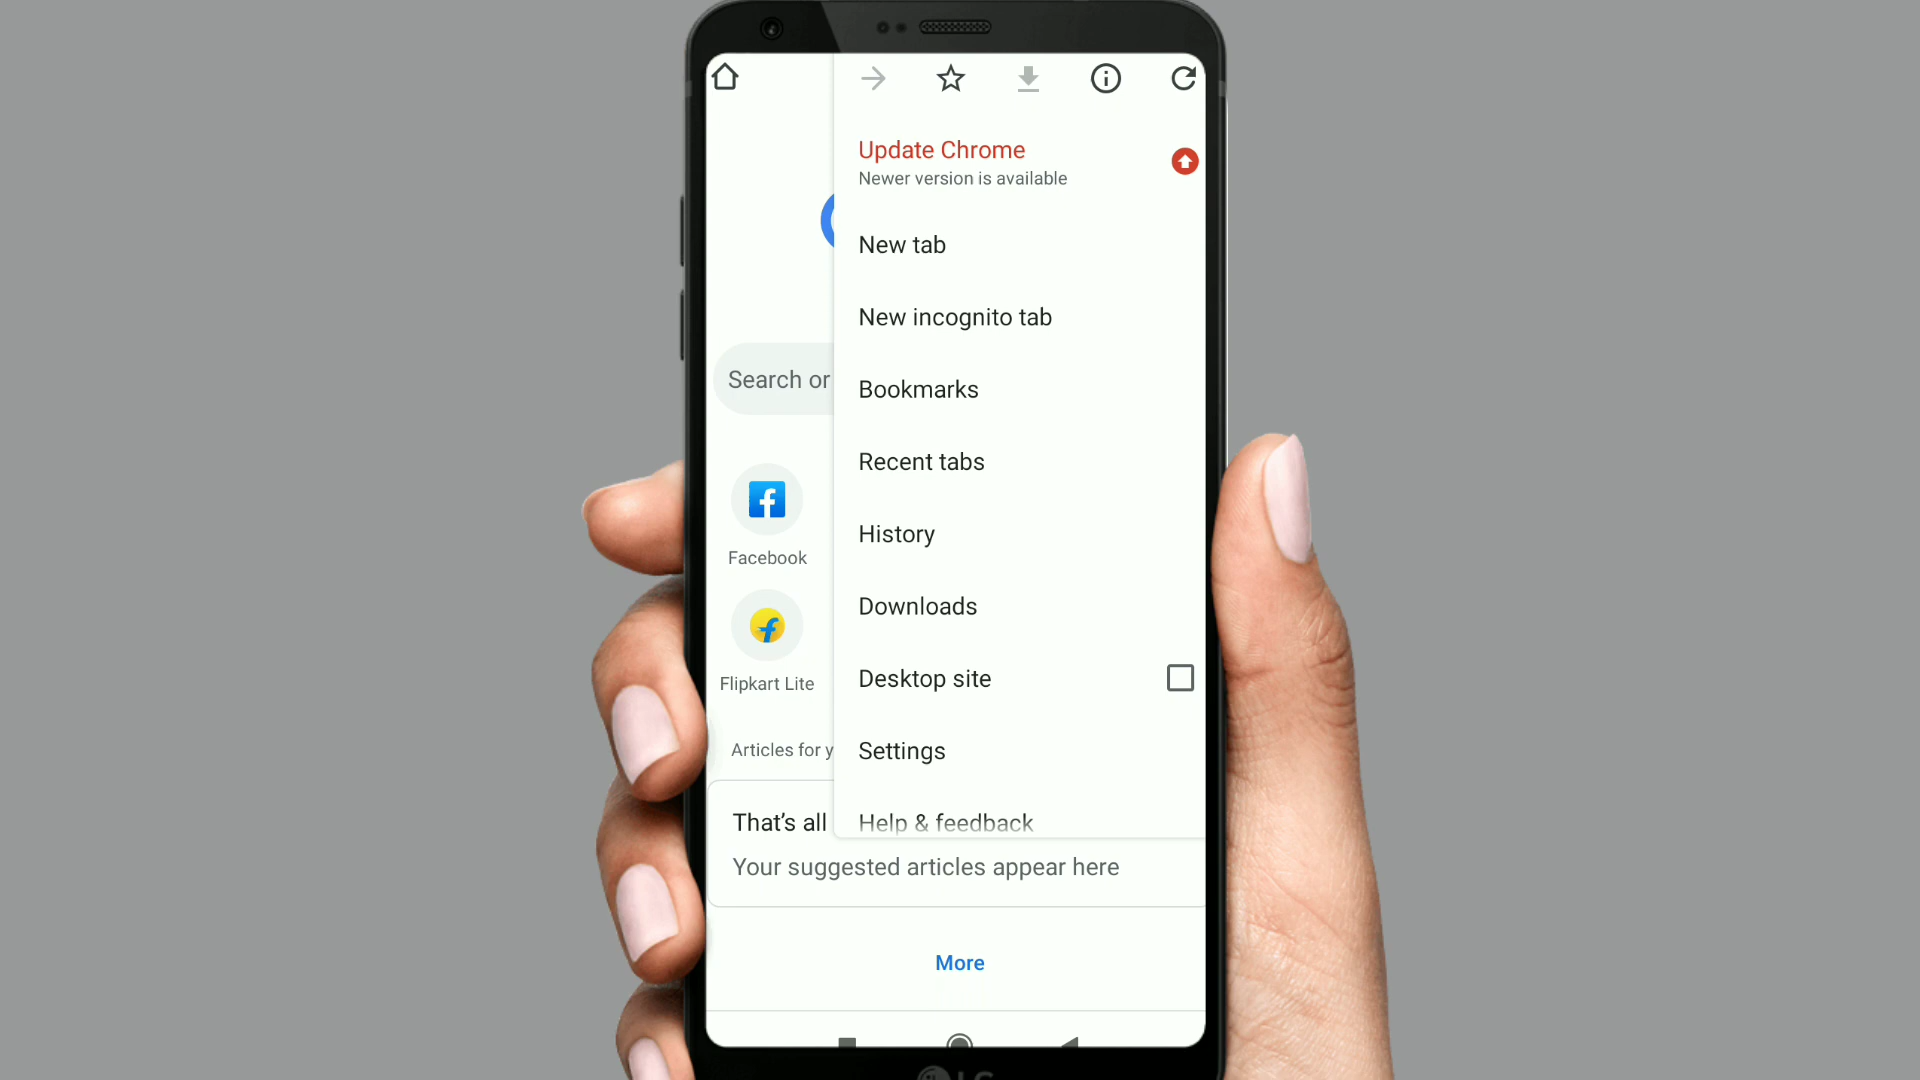 Update Chrome
Newer version is available
New tab
New incognito tab
Search or
Bookmarks
Recent tabs
History
Facebook
Downloads
Desktop site
Flipkart Lite
Settings
Articles for y
That's all
Help & feedback
Your suggested articles appear here
More
LG